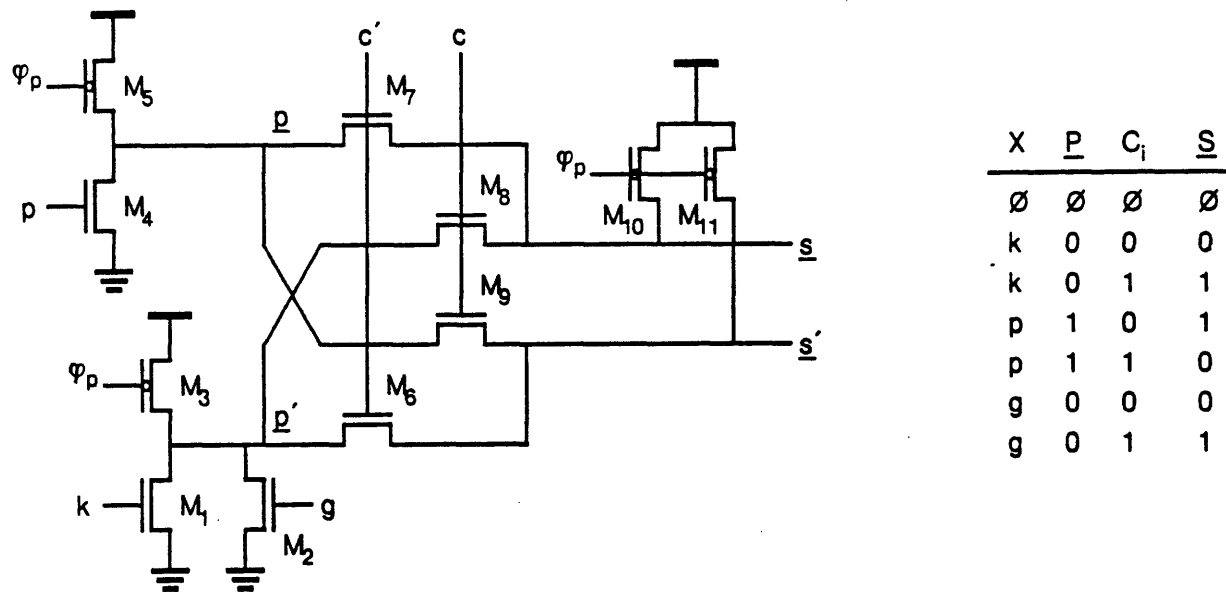 c′ c
φp M5 M7
p
φp
p M4 M8
M10 M11
s
M9
s′
φp M3 M6
p′
k M1 g
M2
X P Ci S
Ø Ø Ø Ø
k 0 0 0
k 0 1 1
p 1 0 1
p 1 1 0
g 0 0 0
g 0 1 1